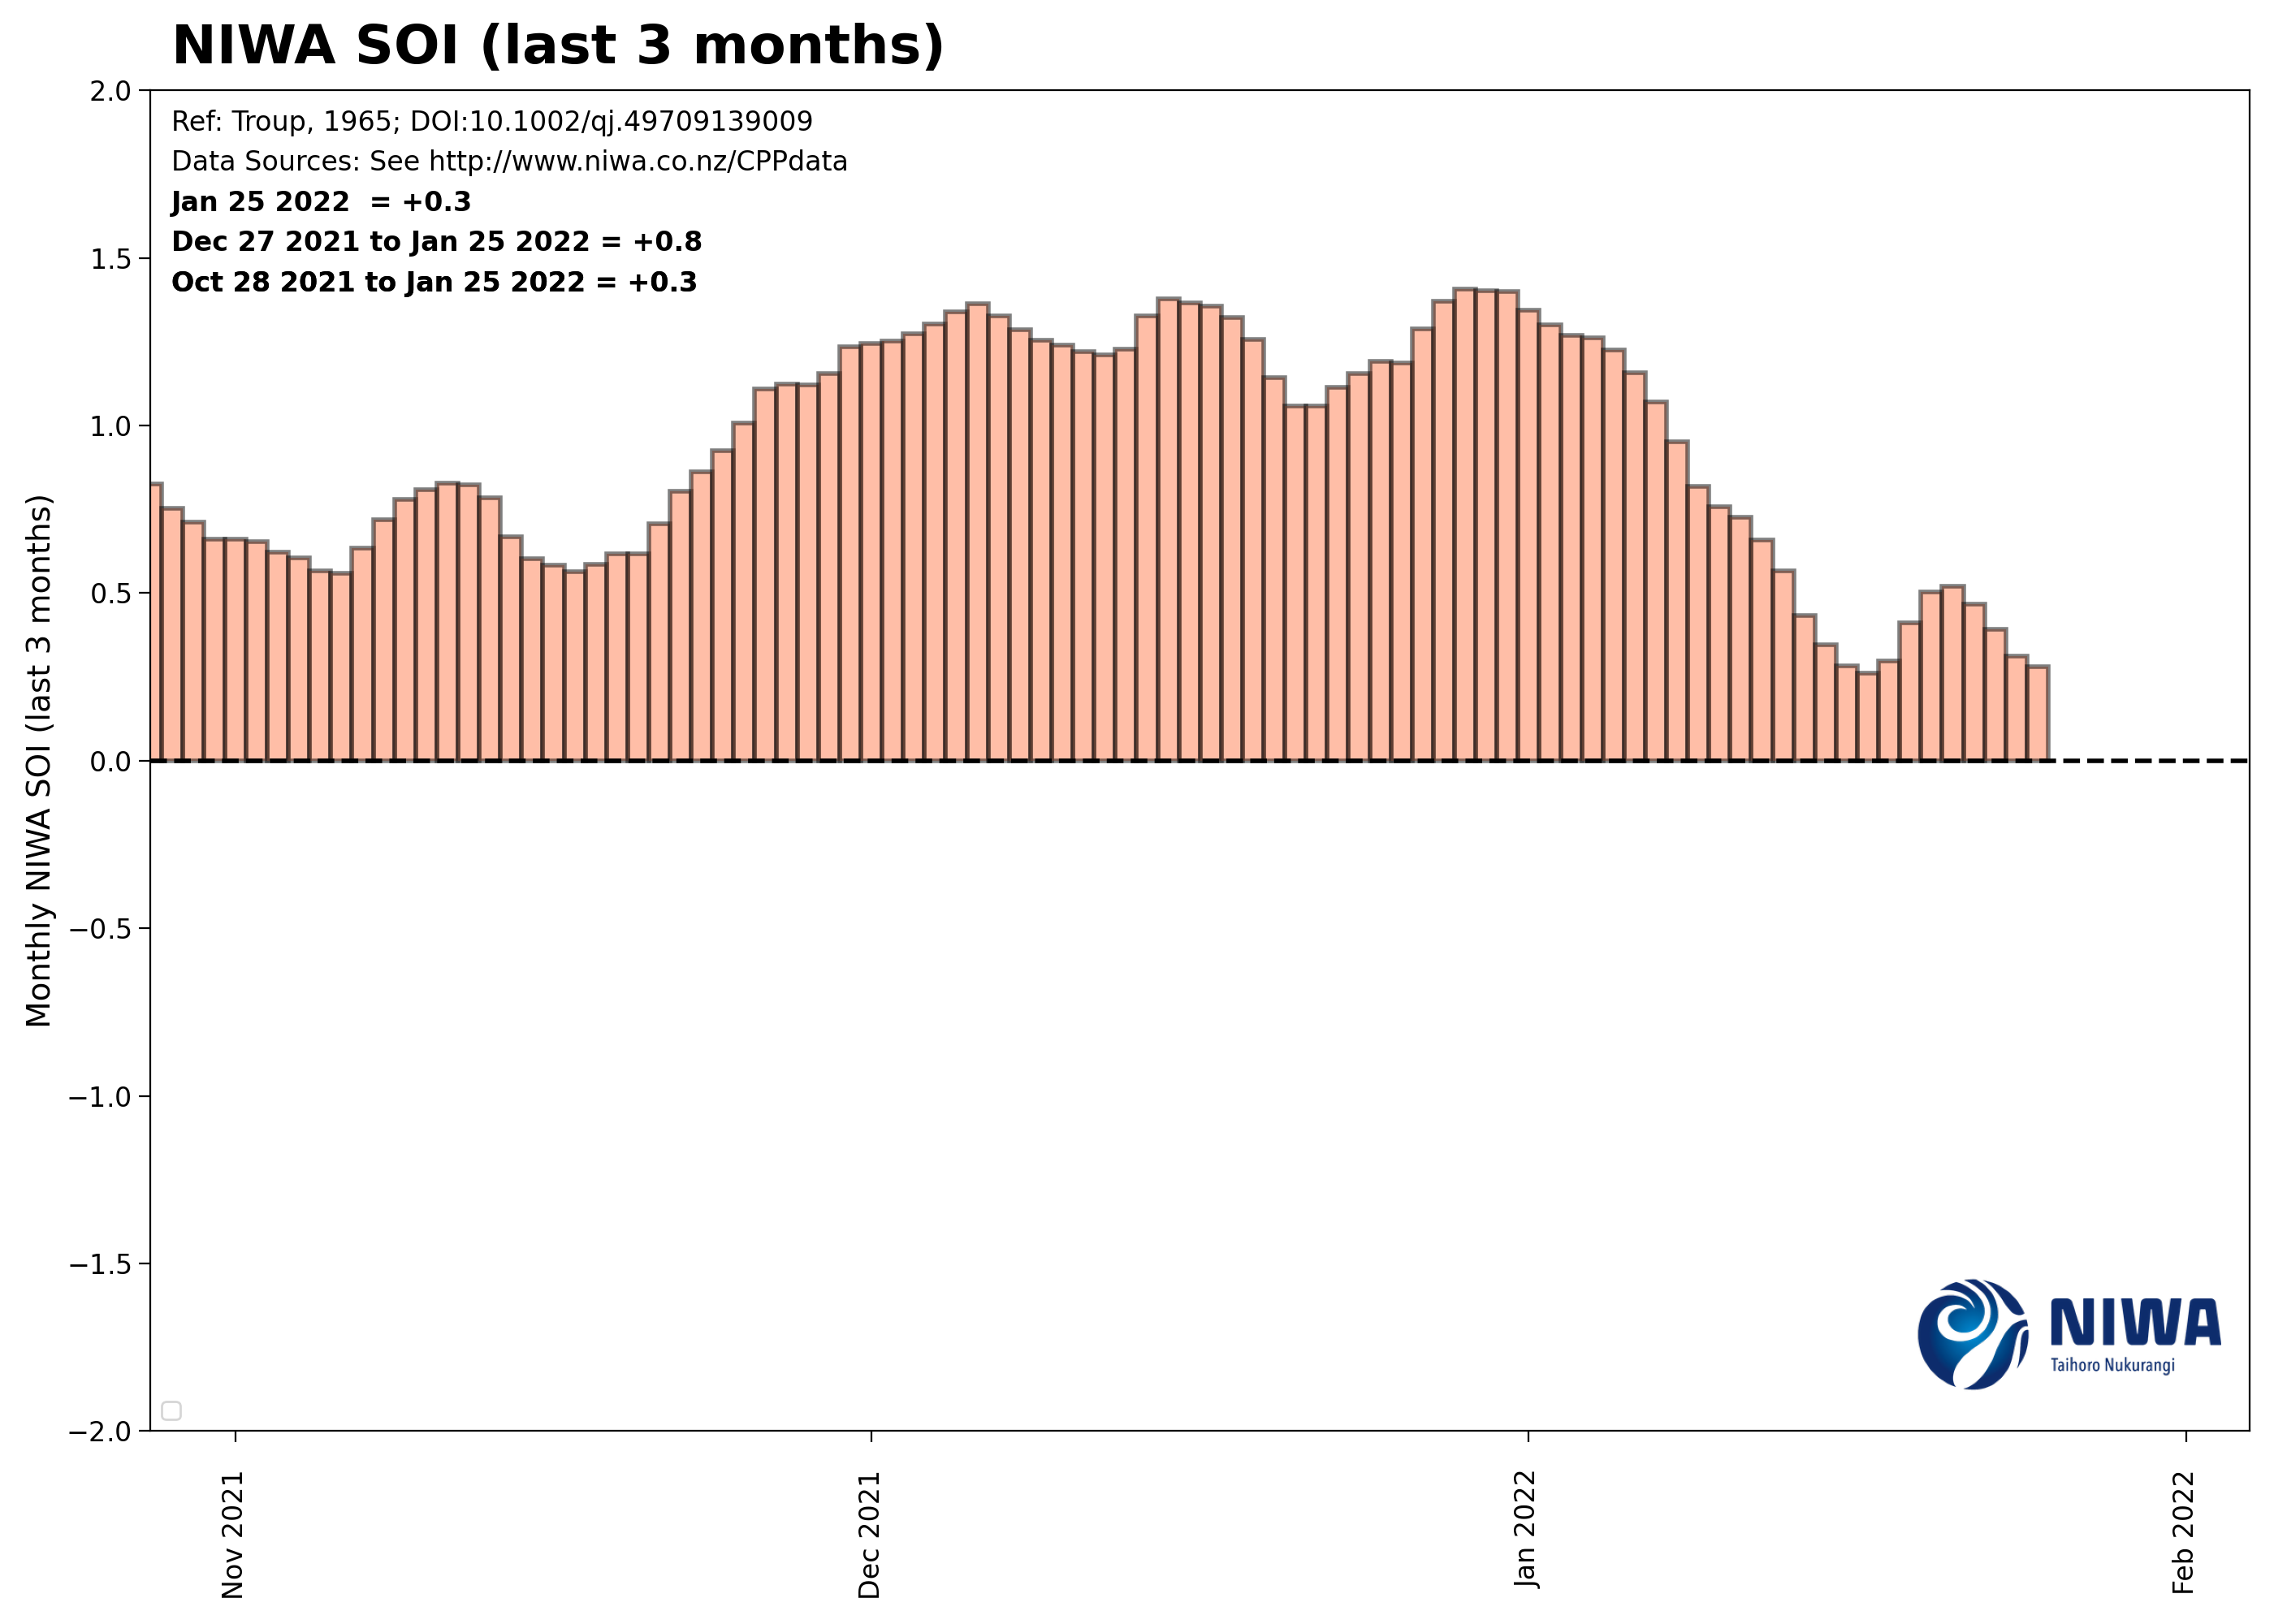 NIWA SOI (last 3 months)
Ref: Troup, 1965; DOI:10.1002/qj.49709139009
Data Sources: See http://www.niwa.co.nz/CPPdata
Jan 25 2022  = +0.3
Dec 27 2021 to Jan 25 2022 = +0.8
Oct 28 2021 to Jan 25 2022 = +0.3
Monthly NIWA SOI (last 3 months)
2.0
1.5
1.0
0.5
0.0
−0.5
−1.0
−1.5
−2.0
NIWA
Taihoro Nukurangi
Nov 2021
Dec 2021
Jan 2022
Feb 2022